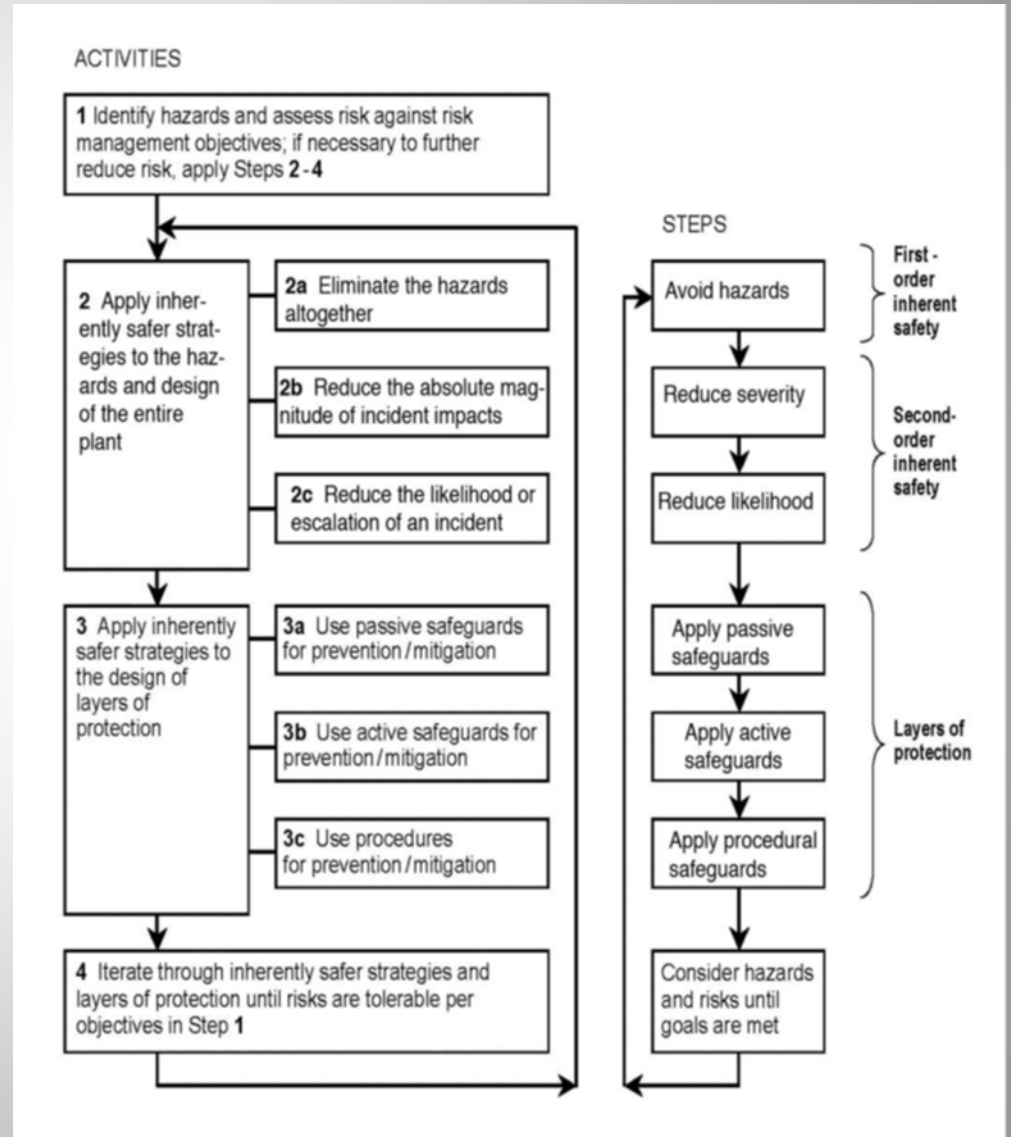 ACTIVITIES
1 Identify hazards and assess risk against risk
management objectives; if necessary to further
reduce risk, apply Steps 2-4
2 Apply inher-
ently safer strat-
egies to the haz-
ards and design
of the entire
plant
2a Eliminate the hazards
altogether
2b Reduce the absolute mag-
nitude of incident impacts
2c Reduce the likelihood or
escalation of an incident
3 Apply inherently
safer strategies to
the design of
layers of
protection
3a Use passive safeguards
for prevention/mitigation
3b Use active safeguards for
prevention/mitigation
3c Use procedures
for prevention/mitigation
4 Iterate through inherently safer strategies and
layers of protection until risks are tolerable per
objectives in Step 1
STEPS
Avoid hazards
Reduce severity
Reduce likelihood
Apply passive
safeguards
Apply active
safeguards
Apply procedural
safeguards
Consider hazards
and risks until
goals are met
First -
order
inherent
safety
Second-
order
inherent
safety
Layers of
protection